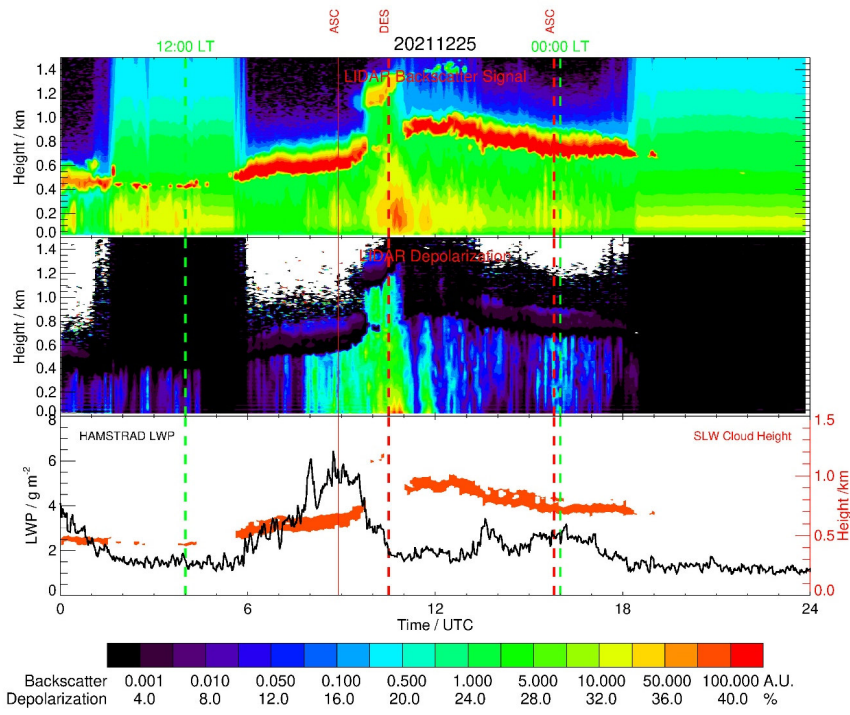 ASC DES ASC
12:00 LT 20211225 00:00 LT
LIDAR Backscatter Signal
Height / km
1.4
1.2
1.0
0.8
0.6
0.4
0.2
0.0
LIDAR Depolarization
Height / km
1.4
1.2
1.0
0.8
0.6
0.4
0.2
0.0
HAMSTRAD LWP SLW Cloud Height
LWP / g m-2
8
6
4
2
0
1.5
1.0
0.5
0.0
Height /km
0 6 12 18 24
Time / UTC
Backscatter 0.001 0.010 0.050 0.100 0.500 1.000 5.000 10.000 50.000 100.000 A.U.
Depolarization 4.0 8.0 12.0 16.0 20.0 24.0 28.0 32.0 36.0 40.0 %